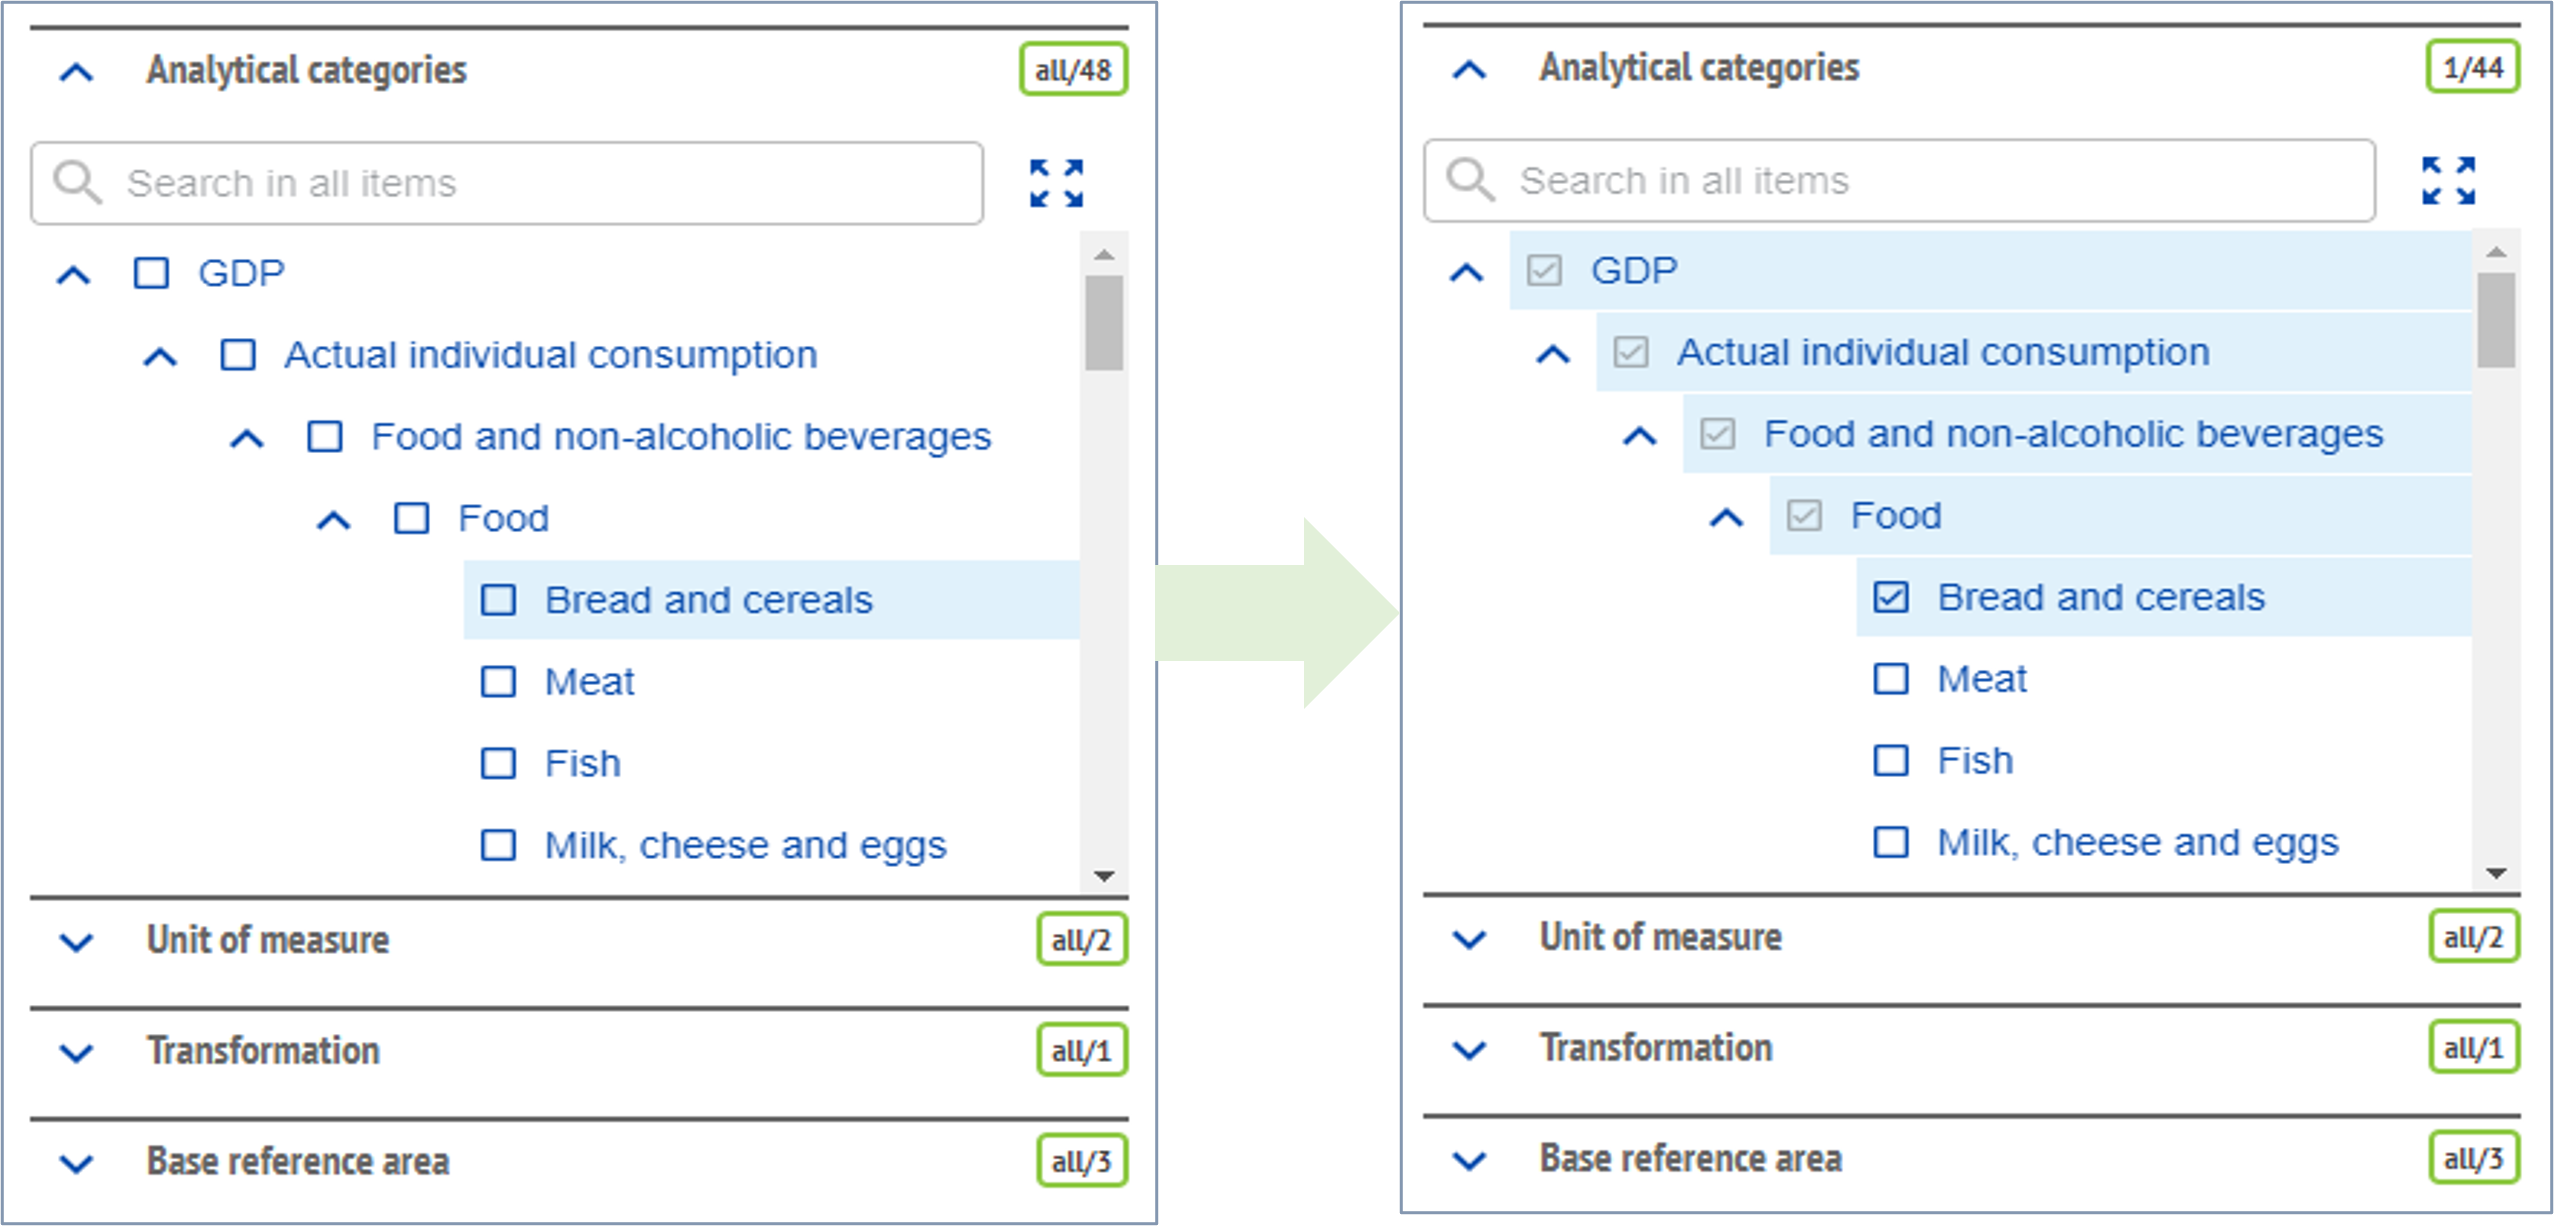 Analytical categories all/48
Search in all items
GDP
Actual individual consumption
Food and non-alcoholic beverages
Food
Bread and cereals
Meat
Fish
Milk, cheese and eggs
Unit of measure all/2
Transformation all/1
Base reference area all/3
Analytical categories 1/44
Search in all items
GDP
Actual individual consumption
Food and non-alcoholic beverages
Food
Bread and cereals
Meat
Fish
Milk, cheese and eggs
Unit of measure all/2
Transformation all/1
Base reference area all/3